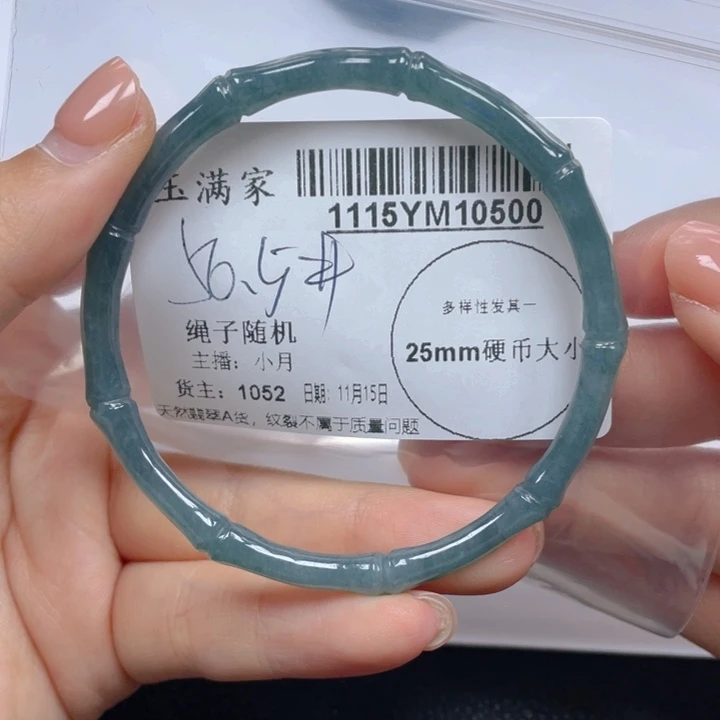 玉满家
1115YM10500
56.5
绳子随机
主播：小月
货主：1052 日期：11月15日
天然翡翠A货，纹裂不属于质量问题
多样性发其一
25mm硬币大小